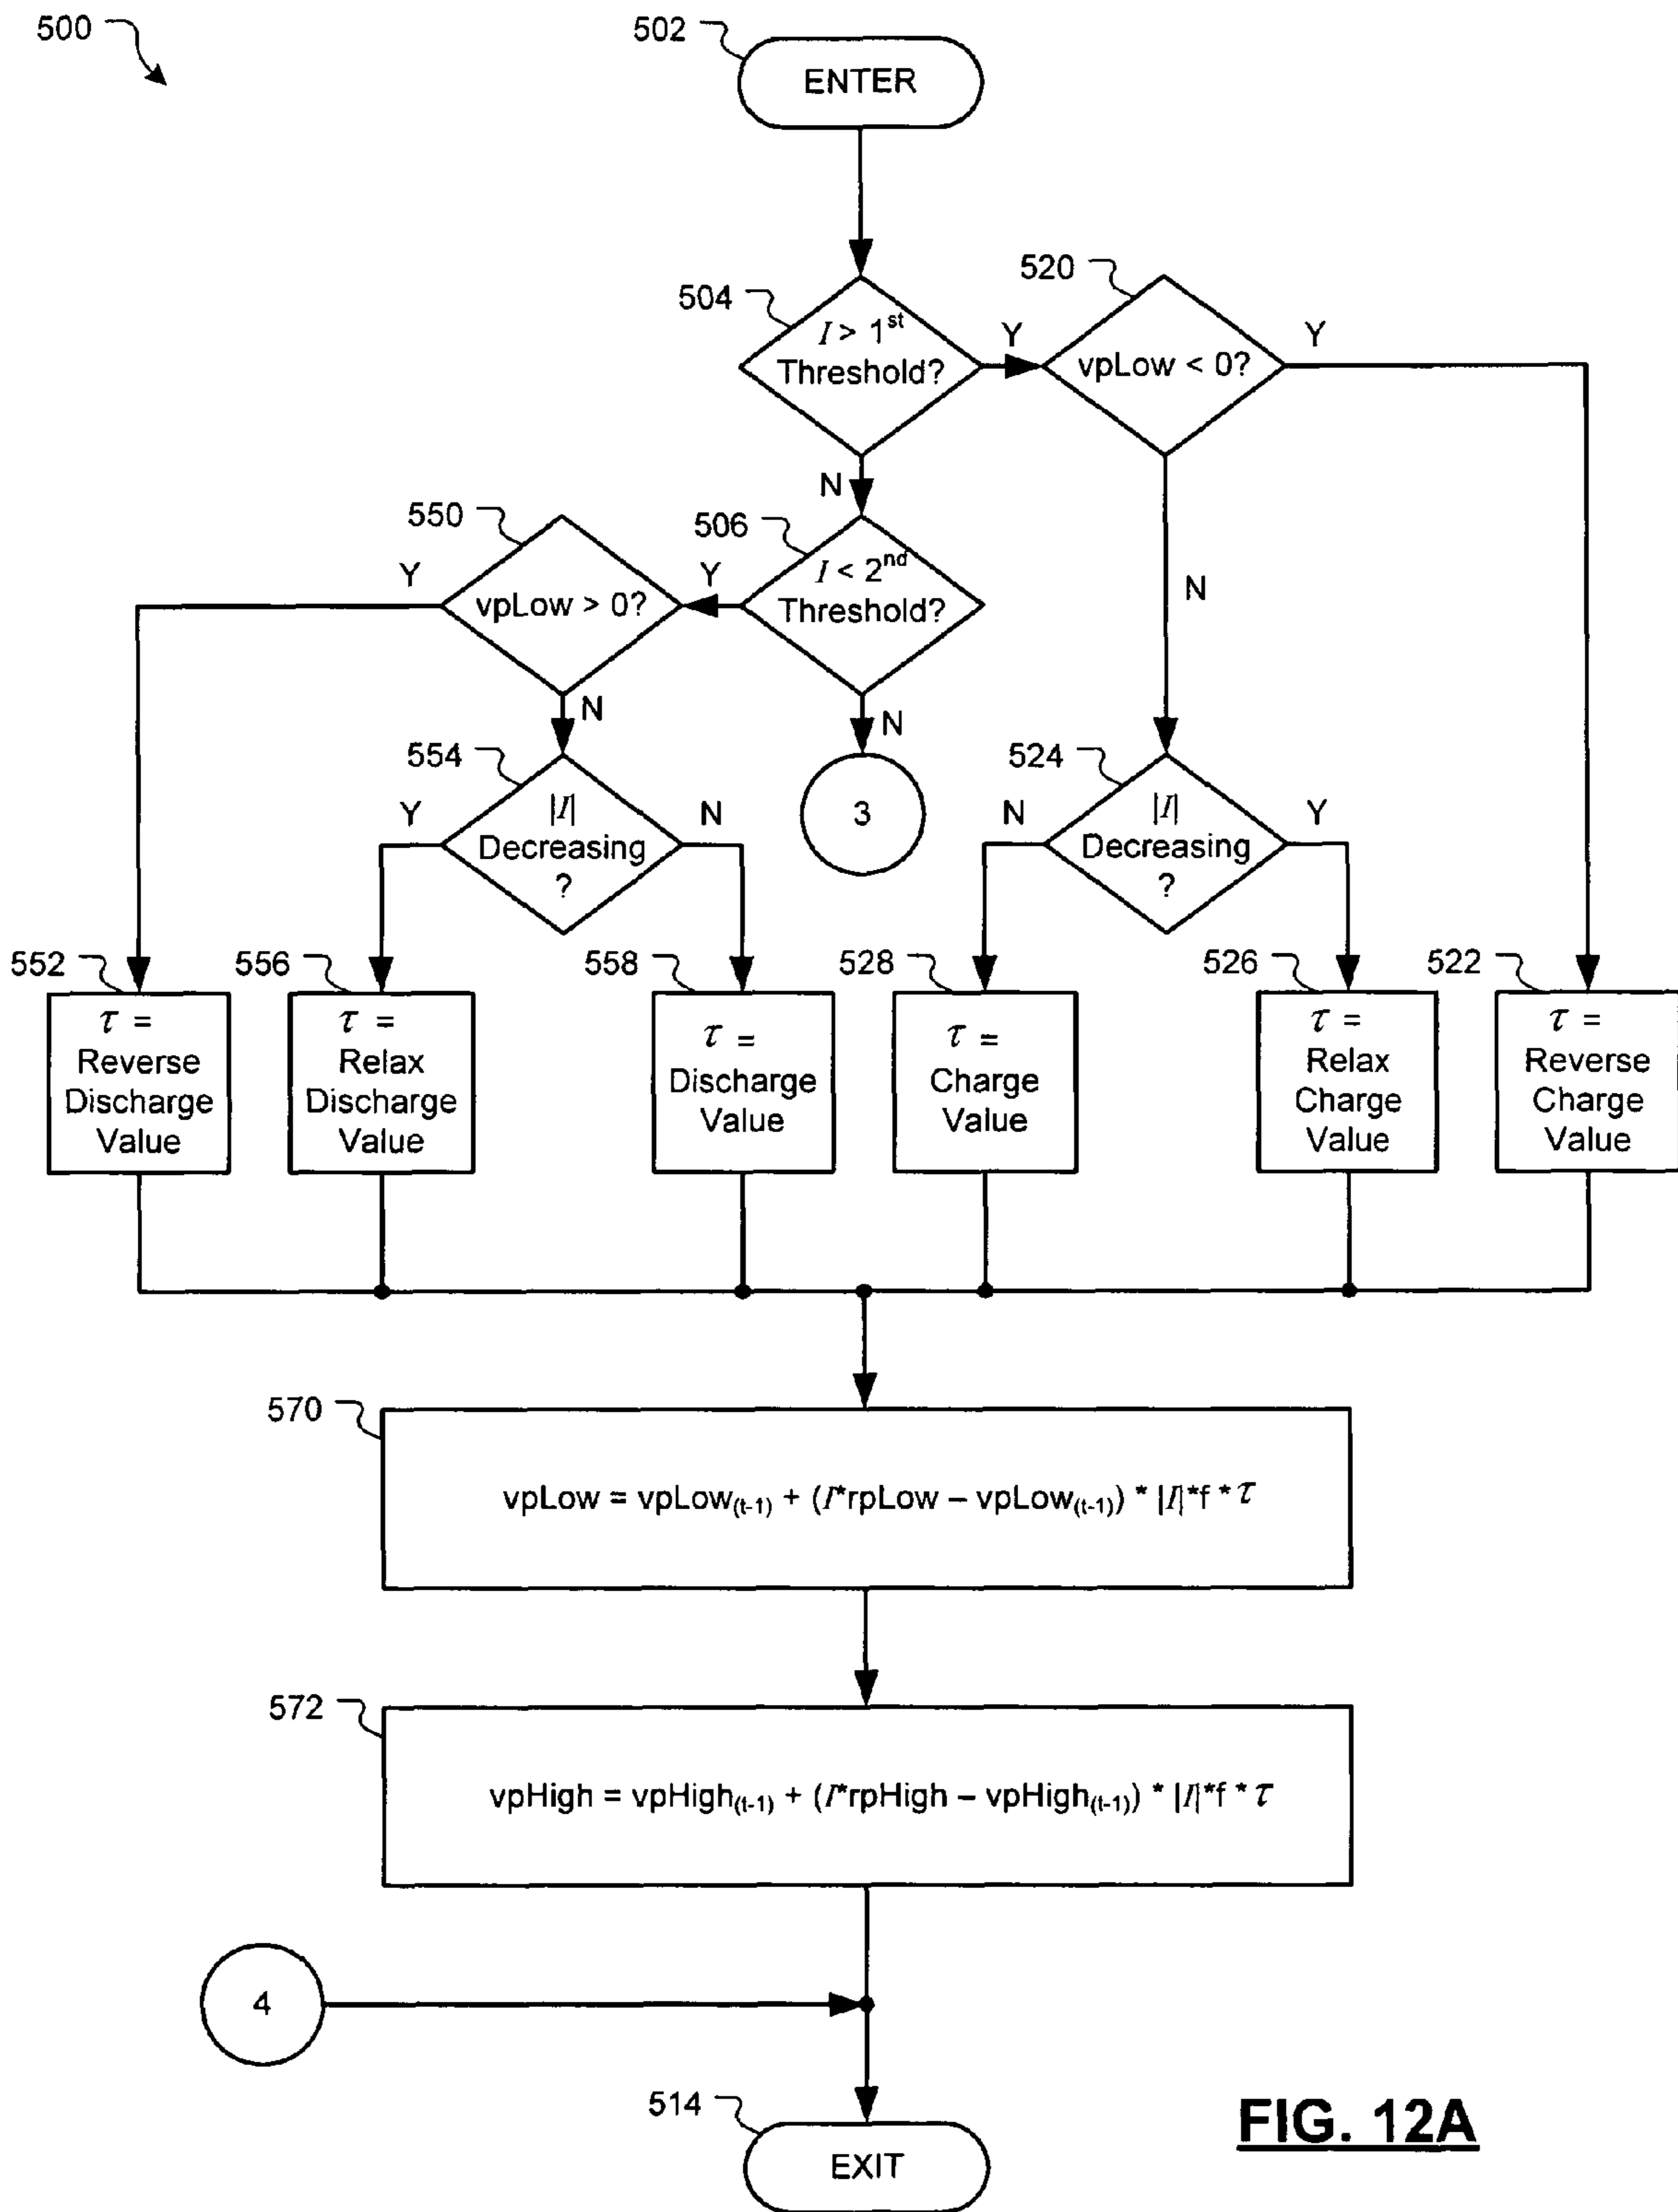 500
502
ENTER
504
I > 1st
Threshold?
Y
520
vpLow < 0?
Y
N
N
550
vpLow > 0?
Y
506
I < 2nd
Threshold?
Y
N
N
3
554
|I|
Decreasing
?
Y
N
524
|I|
Decreasing
?
N
Y
552
τ =
Reverse
Discharge
Value
556
τ =
Relax
Discharge
Value
558
τ =
Discharge
Value
528
τ =
Charge
Value
526
τ =
Relax
Charge
Value
522
τ =
Reverse
Charge
Value
570
vpLow = vpLow(t-1) + (I*rpLow – vpLow(t-1)) * |I|*f * τ
572
vpHigh = vpHigh(t-1) + (I*rpHigh – vpHigh(t-1)) * |I|*f * τ
4
514
EXIT
FIG. 12A